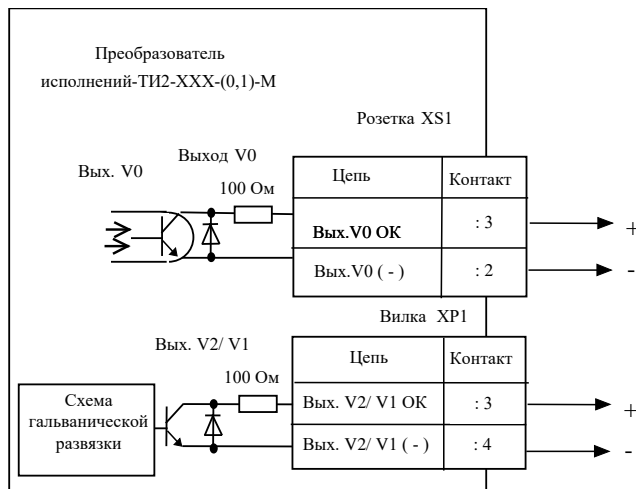 Преобразователь
исполнений-ТИ2-ХХХ-(0,1)-М
Розетка XS1
Выход V0
Вых. V0
100 Ом
Цепь
Контакт
Вых.V0 ОК
: 3
+
Вых.V0 ( - )
: 2
-
Вилка XP1
Вых. V2/ V1
100 Ом
Цепь
Контакт
Схема
гальванической
развязки
Вых. V2/ V1 ОК
: 3
+
Вых. V2/ V1 ( - )
: 4
-